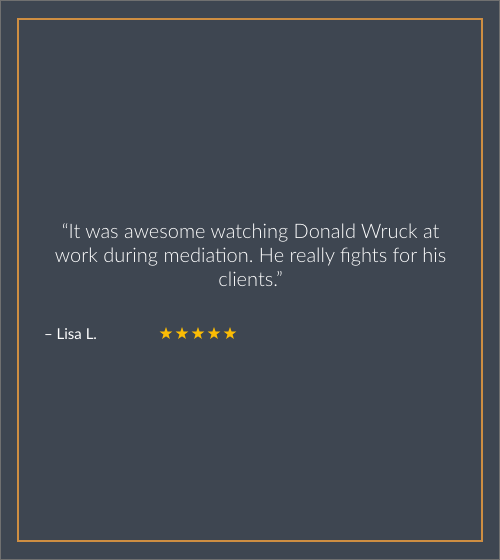 “It was awesome watching Donald Wruck at
work during mediation. He really fights for his
clients.”
– Lisa L. ★★★★★